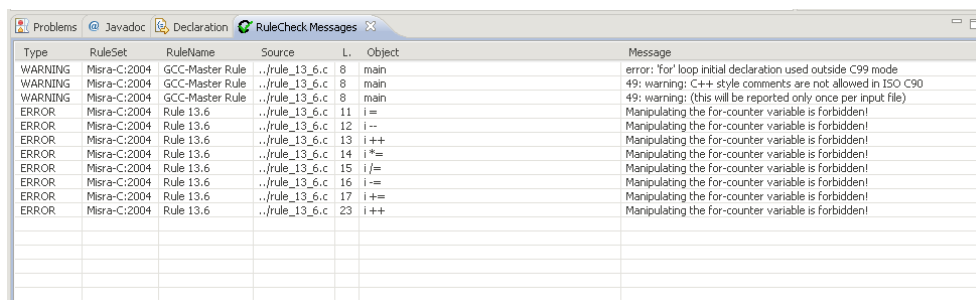 Problems @ Javadoc Declaration RuleCheck Messages
Type RuleSet RuleName Source L. Object Message
WARNING Misra-C:2004 GCC-Master Rule ../rule_13_6.c 8 main error: 'for' loop initial declaration used outside C99 mode
WARNING Misra-C:2004 GCC-Master Rule ../rule_13_6.c 8 main 49: warning: C++ style comments are not allowed in ISO C90
WARNING Misra-C:2004 GCC-Master Rule ../rule_13_6.c 8 main 49: warning: (this will be reported only once per input file)
ERROR Misra-C:2004 Rule 13.6 ../rule_13_6.c 11 i = Manipulating the for-counter variable is forbidden!
ERROR Misra-C:2004 Rule 13.6 ../rule_13_6.c 12 i -- Manipulating the for-counter variable is forbidden!
ERROR Misra-C:2004 Rule 13.6 ../rule_13_6.c 13 i ++ Manipulating the for-counter variable is forbidden!
ERROR Misra-C:2004 Rule 13.6 ../rule_13_6.c 14 i *= Manipulating the for-counter variable is forbidden!
ERROR Misra-C:2004 Rule 13.6 ../rule_13_6.c 15 i /= Manipulating the for-counter variable is forbidden!
ERROR Misra-C:2004 Rule 13.6 ../rule_13_6.c 16 i -= Manipulating the for-counter variable is forbidden!
ERROR Misra-C:2004 Rule 13.6 ../rule_13_6.c 17 i += Manipulating the for-counter variable is forbidden!
ERROR Misra-C:2004 Rule 13.6 ../rule_13_6.c 23 i ++ Manipulating the for-counter variable is forbidden!